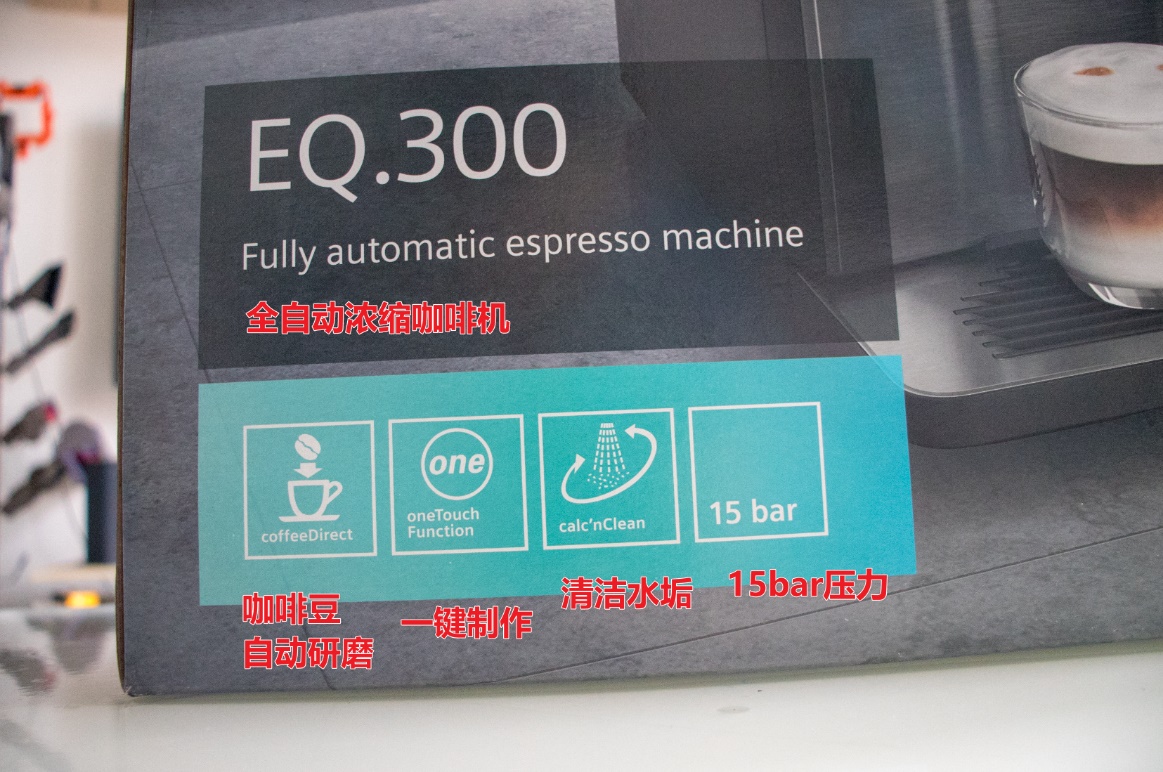 EQ.300
Fully automatic espresso machine
全自动浓缩咖啡机
coffeeDirect
one
oneTouch
Function
calc'nClean
15 bar
咖啡豆
自动研磨
一键制作
清洁水垢
15bar压力